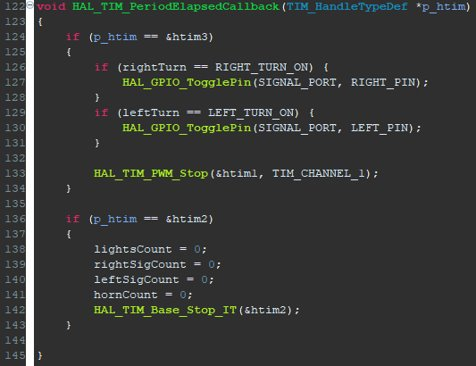 122 void HAL_TIM_PeriodElapsedCallback(TIM_HandleTypeDef *p_htim)
123 {
124     if (p_htim == &htim3)
125     {
126         if (rightTurn == RIGHT_TURN_ON) {
127             HAL_GPIO_TogglePin(SIGNAL_PORT, RIGHT_PIN);
128         }
129         if (leftTurn == LEFT_TURN_ON) {
130             HAL_GPIO_TogglePin(SIGNAL_PORT, LEFT_PIN);
131         }
132
133         HAL_TIM_PWM_Stop(&htim1, TIM_CHANNEL_1);
134     }
135
136     if (p_htim == &htim2)
137     {
138         lightsCount = 0;
139         rightSigCount = 0;
140         leftSigCount = 0;
141         hornCount = 0;
142         HAL_TIM_Base_Stop_IT(&htim2);
143     }
144
145 }